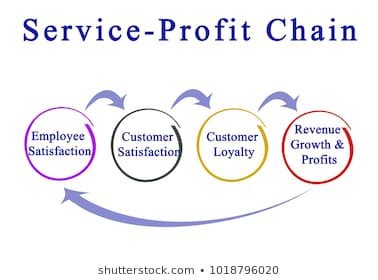 Service-Profit Chain
Employee
Satisfaction
Customer
Satisfaction
Customer
Loyalty
Revenue
Growth &
Profits
shutterstock.com • 1018796020